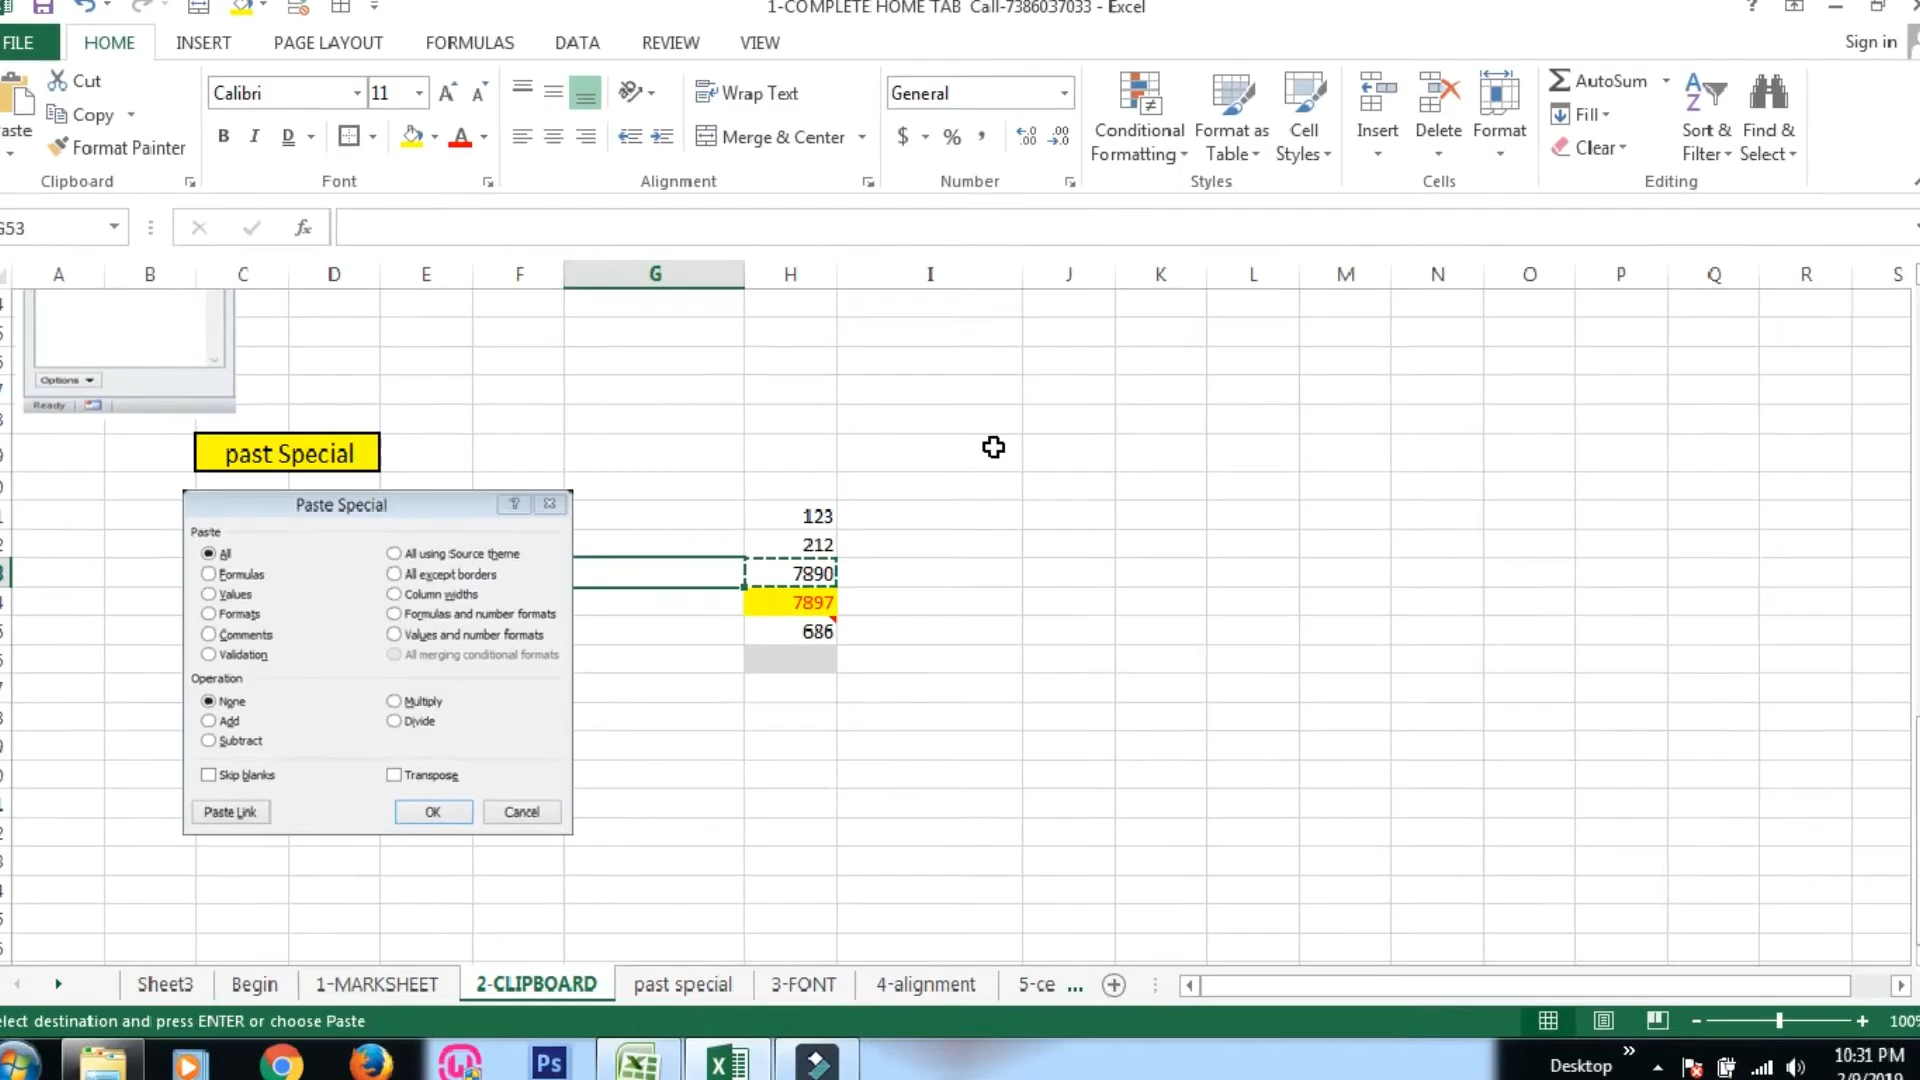 1-COMPLETE HOME TAB Call-7386037033 - Excel
FILE HOME INSERT PAGE LAYOUT FORMULAS DATA REVIEW VIEW Sign in
Cut
Copy
Format Painter
Clipboard
Calibri 11
B I D A
Font
Wrap Text
Merge & Center
Alignment
General
$ % ,
Number
Conditional Formatting
Format as Table
Cell Styles
Styles
Insert Delete Format
Cells
AutoSum
Fill
Clear
Sort & Filter
Find & Select
Editing
G53 fx
A B C D E F G H I J K L M N O P Q R S
Options
Ready
past Special
Paste Special
Paste
All All using Source theme
Formulas All except borders
Values Column widths
Formats Formulas and number formats
Comments Values and number formats
Validation All merging conditional formats
Operation
None Multiply
Add Divide
Subtract
Skip blanks Transpose
Paste Link OK Cancel
123
212
7890
7897
686
Sheet3 Begin 1-MARKSHEET 2-CLIPBOARD past special 3-FONT 4-alignment 5-ce ...
elect destination and press ENTER or choose Paste
100%
Ps
Desktop
10:31 PM